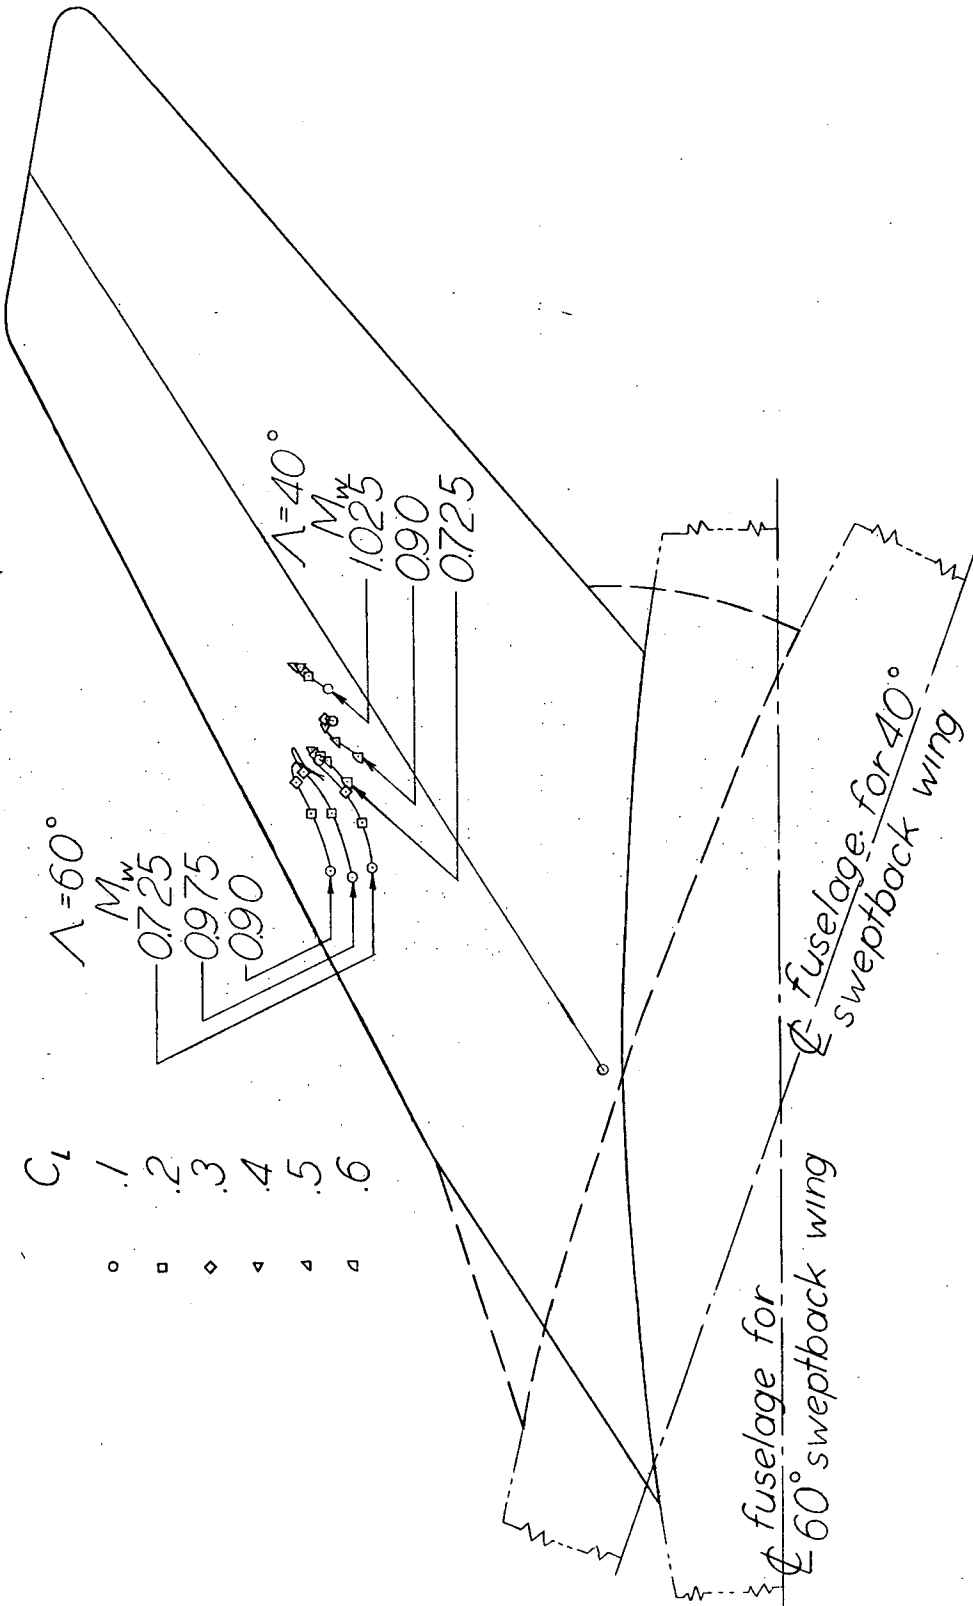 C_L
.1
.2
.3
.4
.5
.6
Λ=60°
M_W
0.725
0.975
0.90
Λ=40°
M_W
1.025
0.90
0.725
℄ fuselage for
60° sweptback wing
℄ fuselage for 40°
sweptback wing